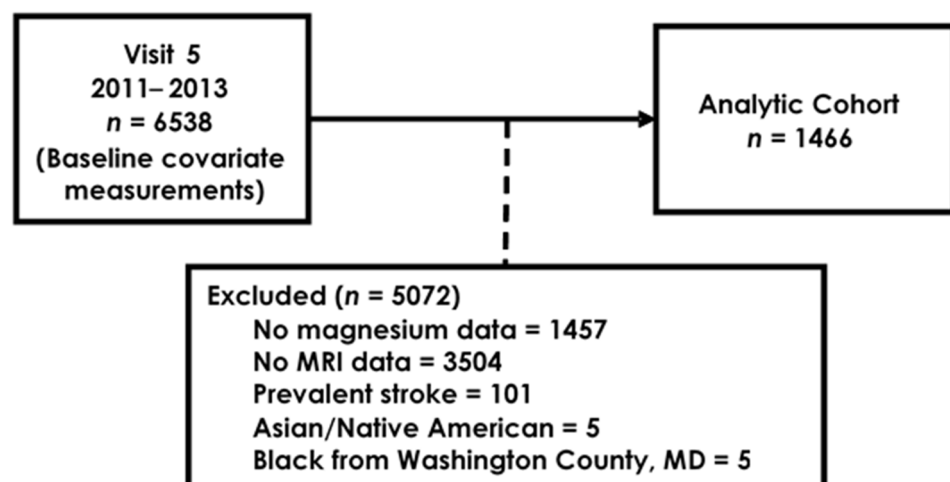 Visit 5
2011–2013
n = 6538
(Baseline covariate
measurements)
Analytic Cohort
n = 1466
Excluded (n = 5072)
No magnesium data = 1457
No MRI data = 3504
Prevalent stroke = 101
Asian/Native American = 5
Black from Washington County, MD = 5